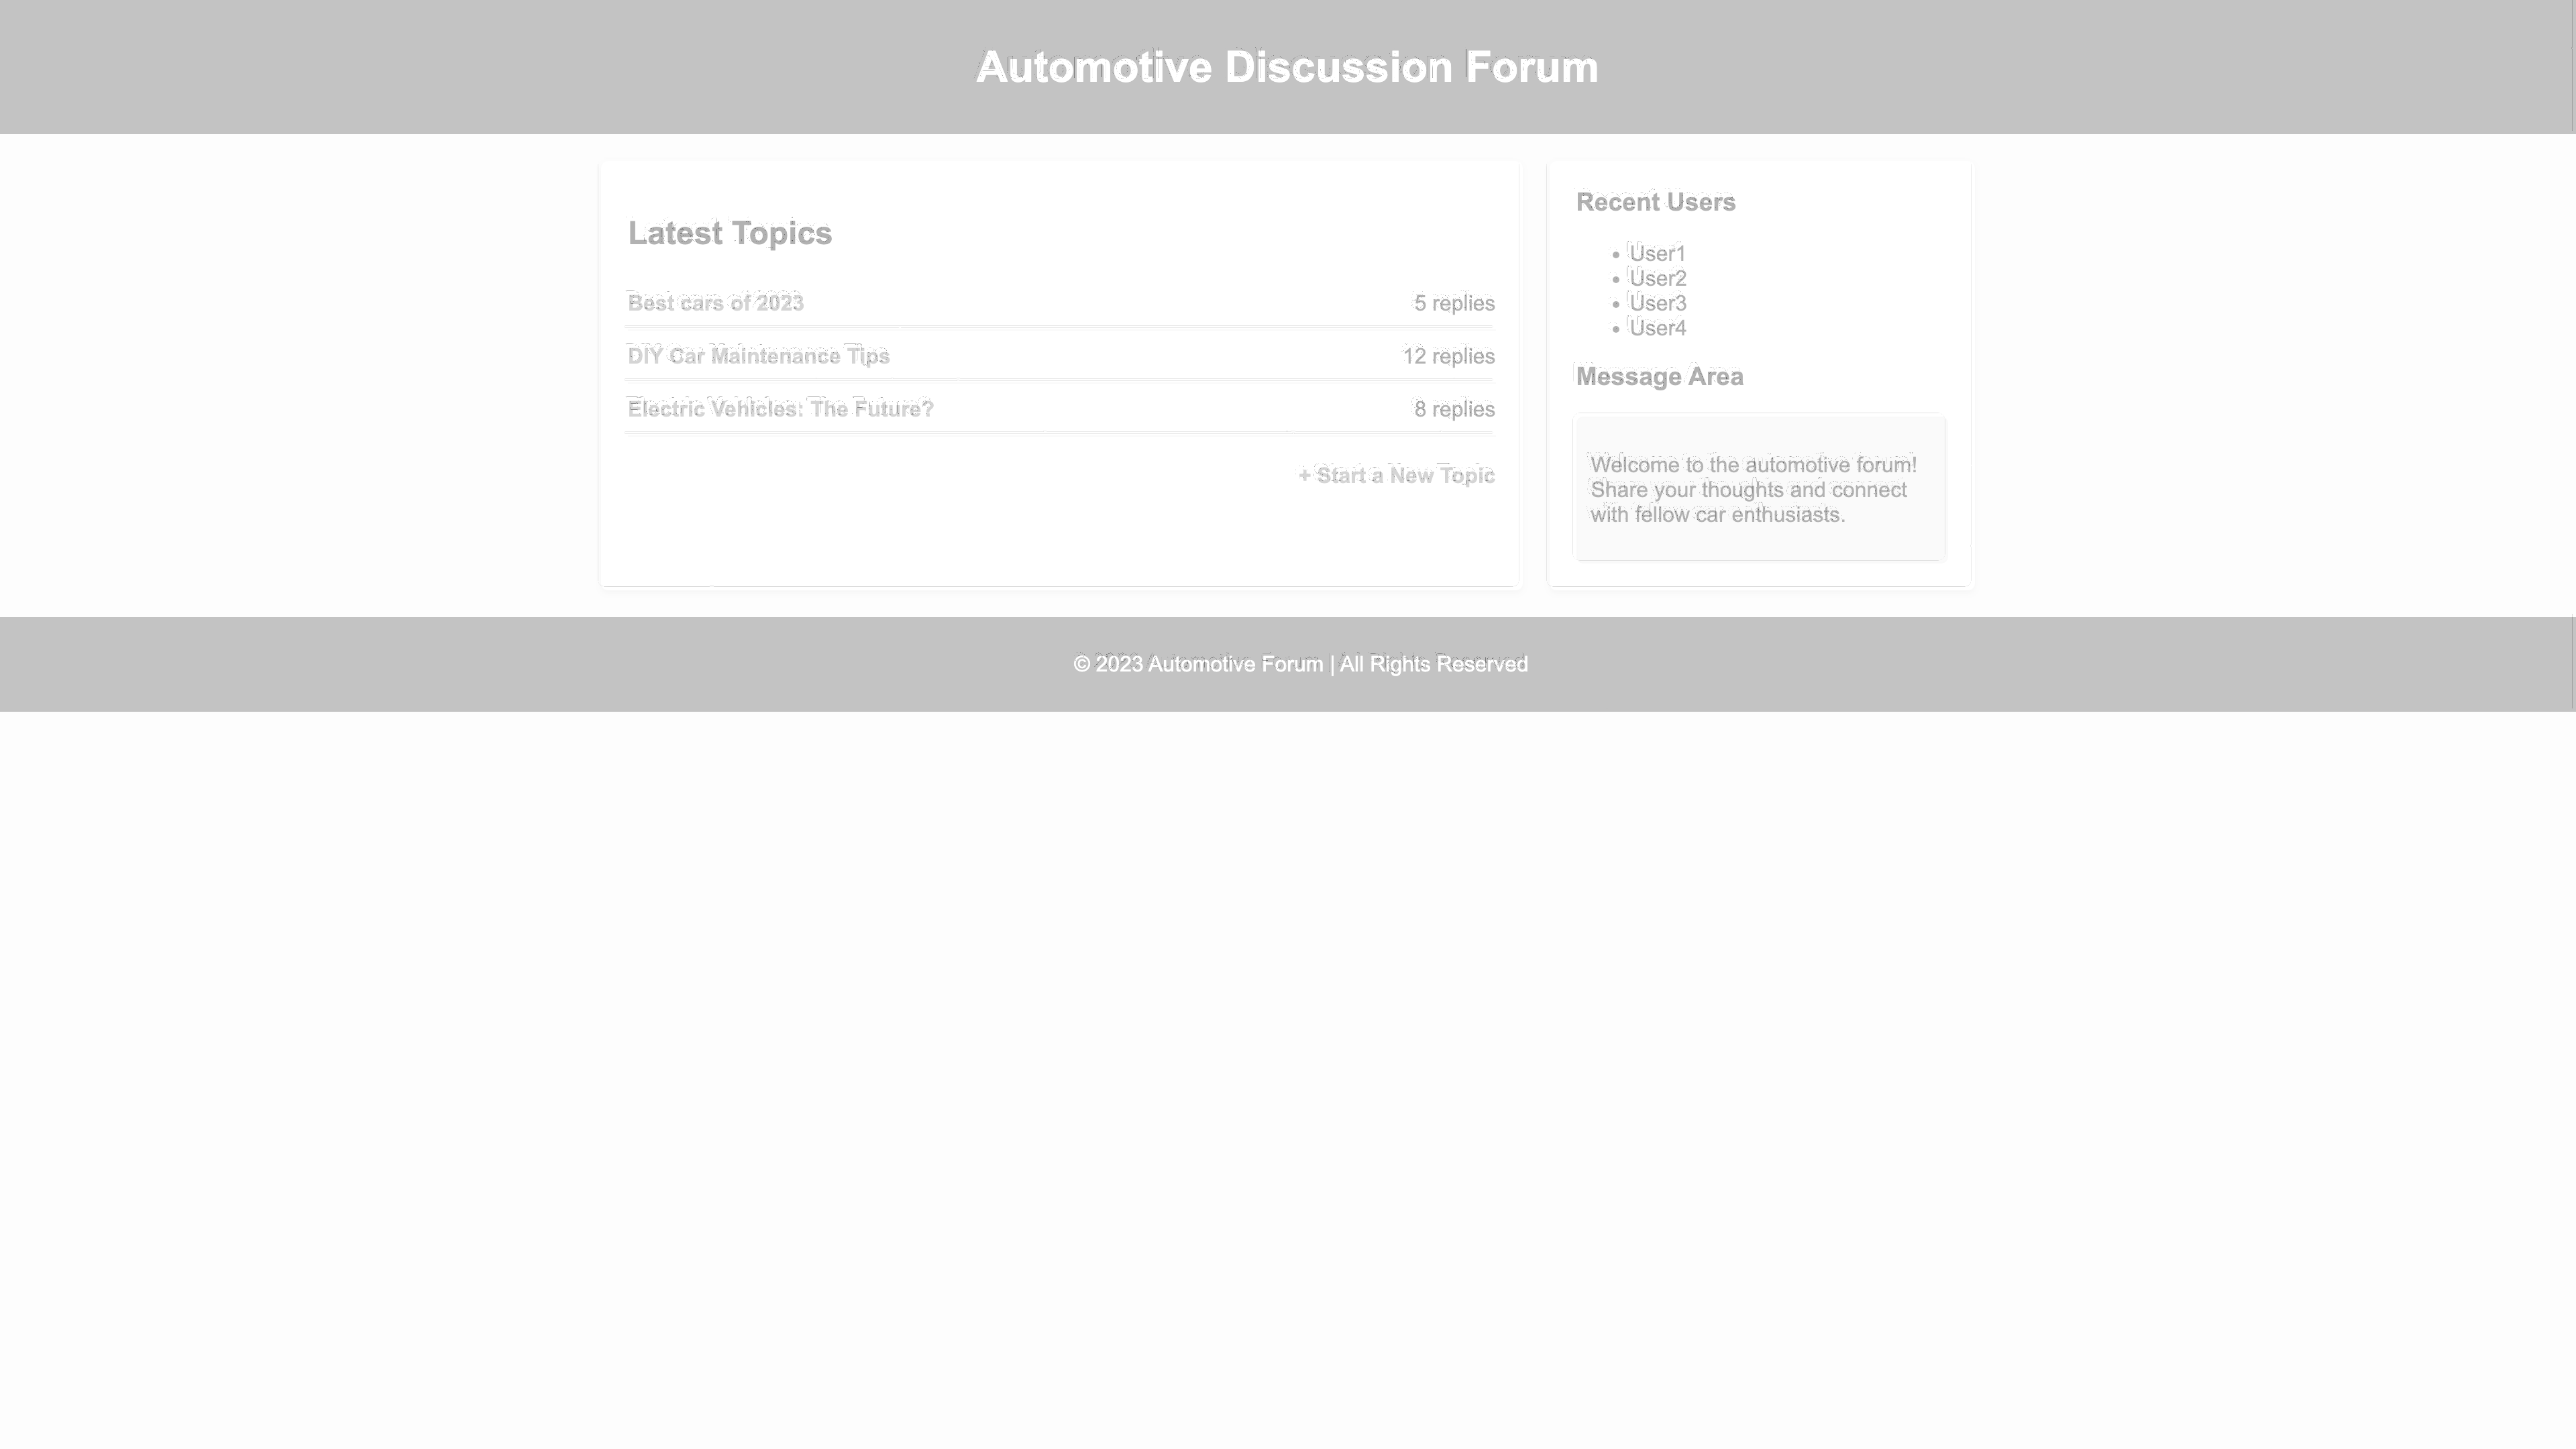 Automotive Discussion Forum
Latest Topics
Best cars of 2023 5 replies
DIY Car Maintenance Tips 12 replies
Electric Vehicles: The Future? 8 replies
+ Start a New Topic
Recent Users
• User1
• User2
• User3
• User4
Message Area
Welcome to the automotive forum!
Share your thoughts and connect
with fellow car enthusiasts.
© 2023 Automotive Forum | All Rights Reserved